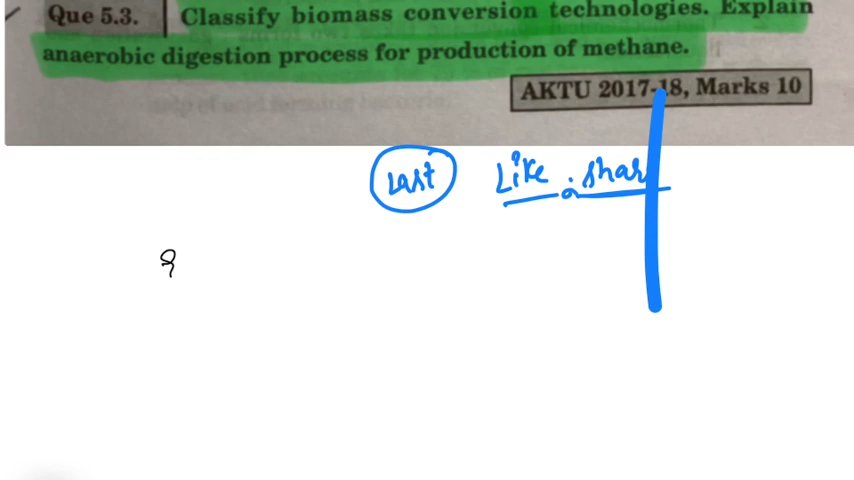 Que 5.3. Classify biomass conversion technologies. Explain
anaerobic digestion process for production of methane.
AKTU 2017-18, Marks 10
Last Like . shar